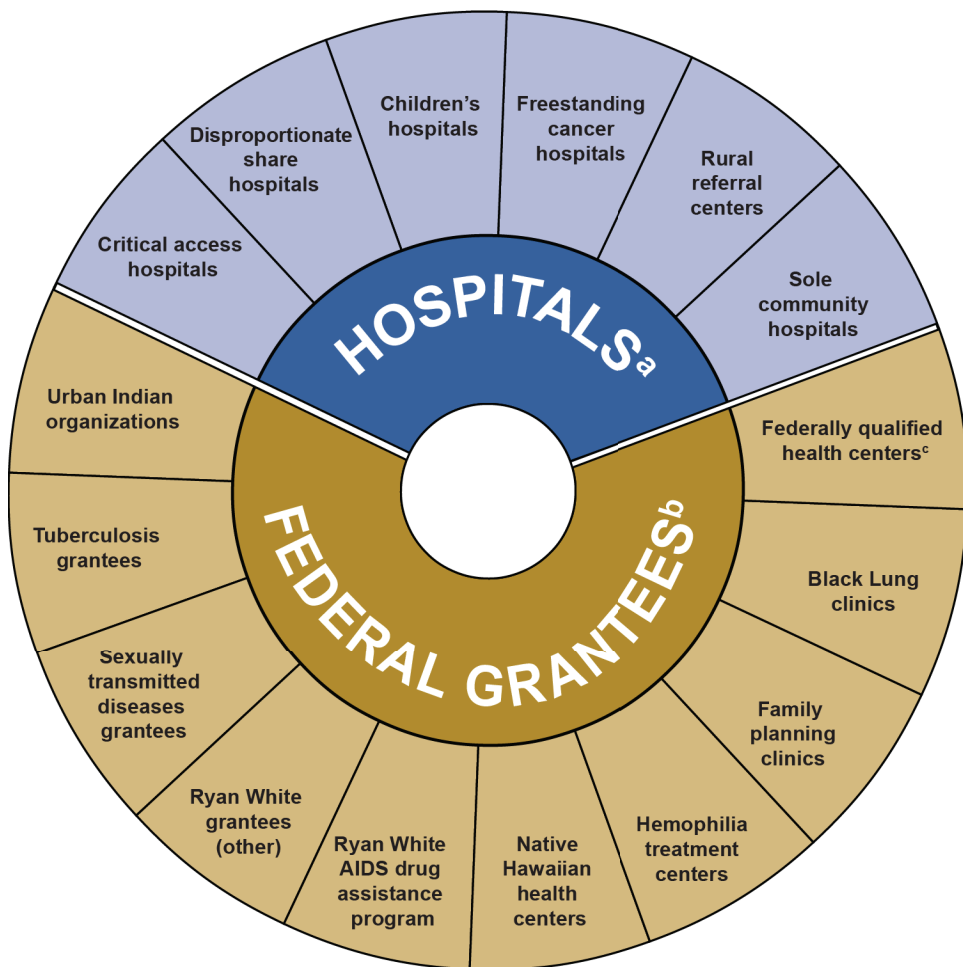 Children's
hospitals
Freestanding
cancer
hospitals
Disproportionate
share
hospitals
Rural
referral
centers
Critical access
hospitals
Sole
community
hospitals
HOSPITALSᵃ
Urban Indian
organizations
Federally qualified
health centersᶜ
FEDERAL GRANTEESᵇ
Tuberculosis
grantees
Black Lung
clinics
Sexually
transmitted
diseases
grantees
Family
planning
clinics
Ryan White
grantees
(other)
Ryan White
AIDS drug
assistance
program
Native
Hawaiian
health
centers
Hemophilia
treatment
centers